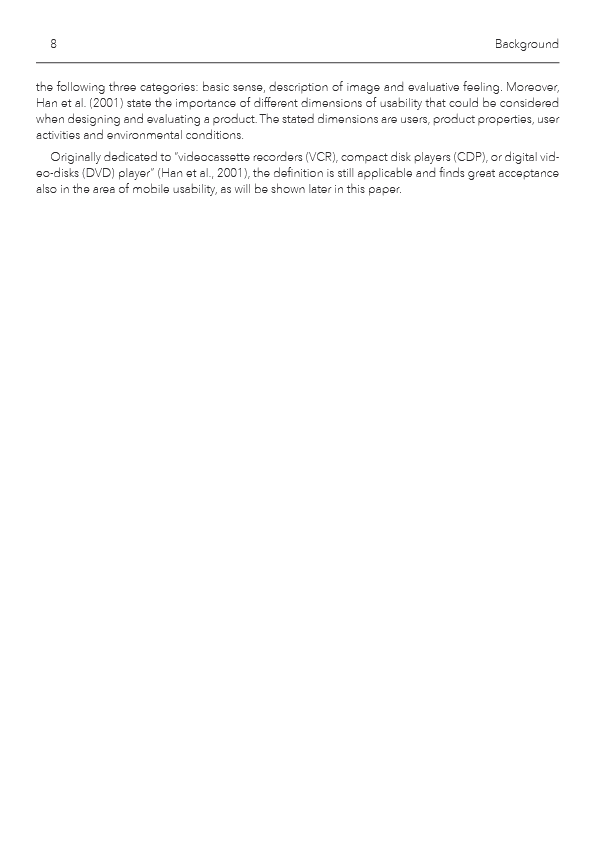 8 Background
the following three categories: basic sense, description of image and evaluative feeling. Moreover,
Han et al. (2001) state the importance of different dimensions of usability that could be considered
when designing and evaluating a product. The stated dimensions are users, product properties, user
activities and environmental conditions.
Originally dedicated to “videocassette recorders (VCR), compact disk players (CDP), or digital vid-
eo-disks (DVD) player” (Han et al., 2001), the definition is still applicable and finds great acceptance
also in the area of mobile usability, as will be shown later in this paper.